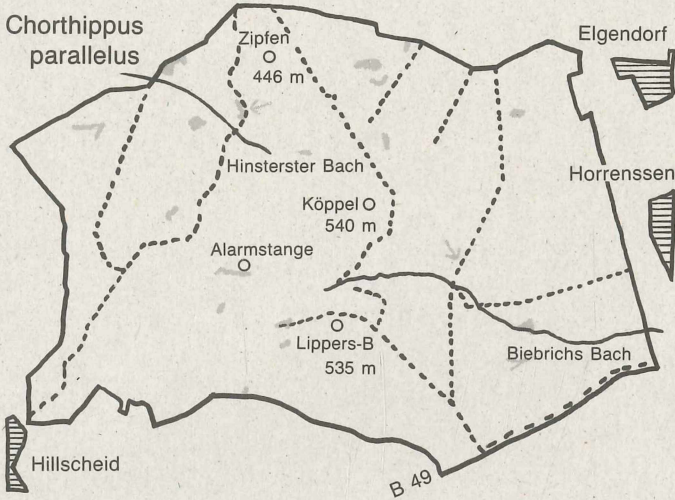 Chorthippus
parallelus
Zipfen
446 m
Elgendorf
Hinsterster Bach
Horrenssen
Köppel
540 m
Alarmstange
Lippers-B
535 m
Biebrichs Bach
Hillscheid
B 49